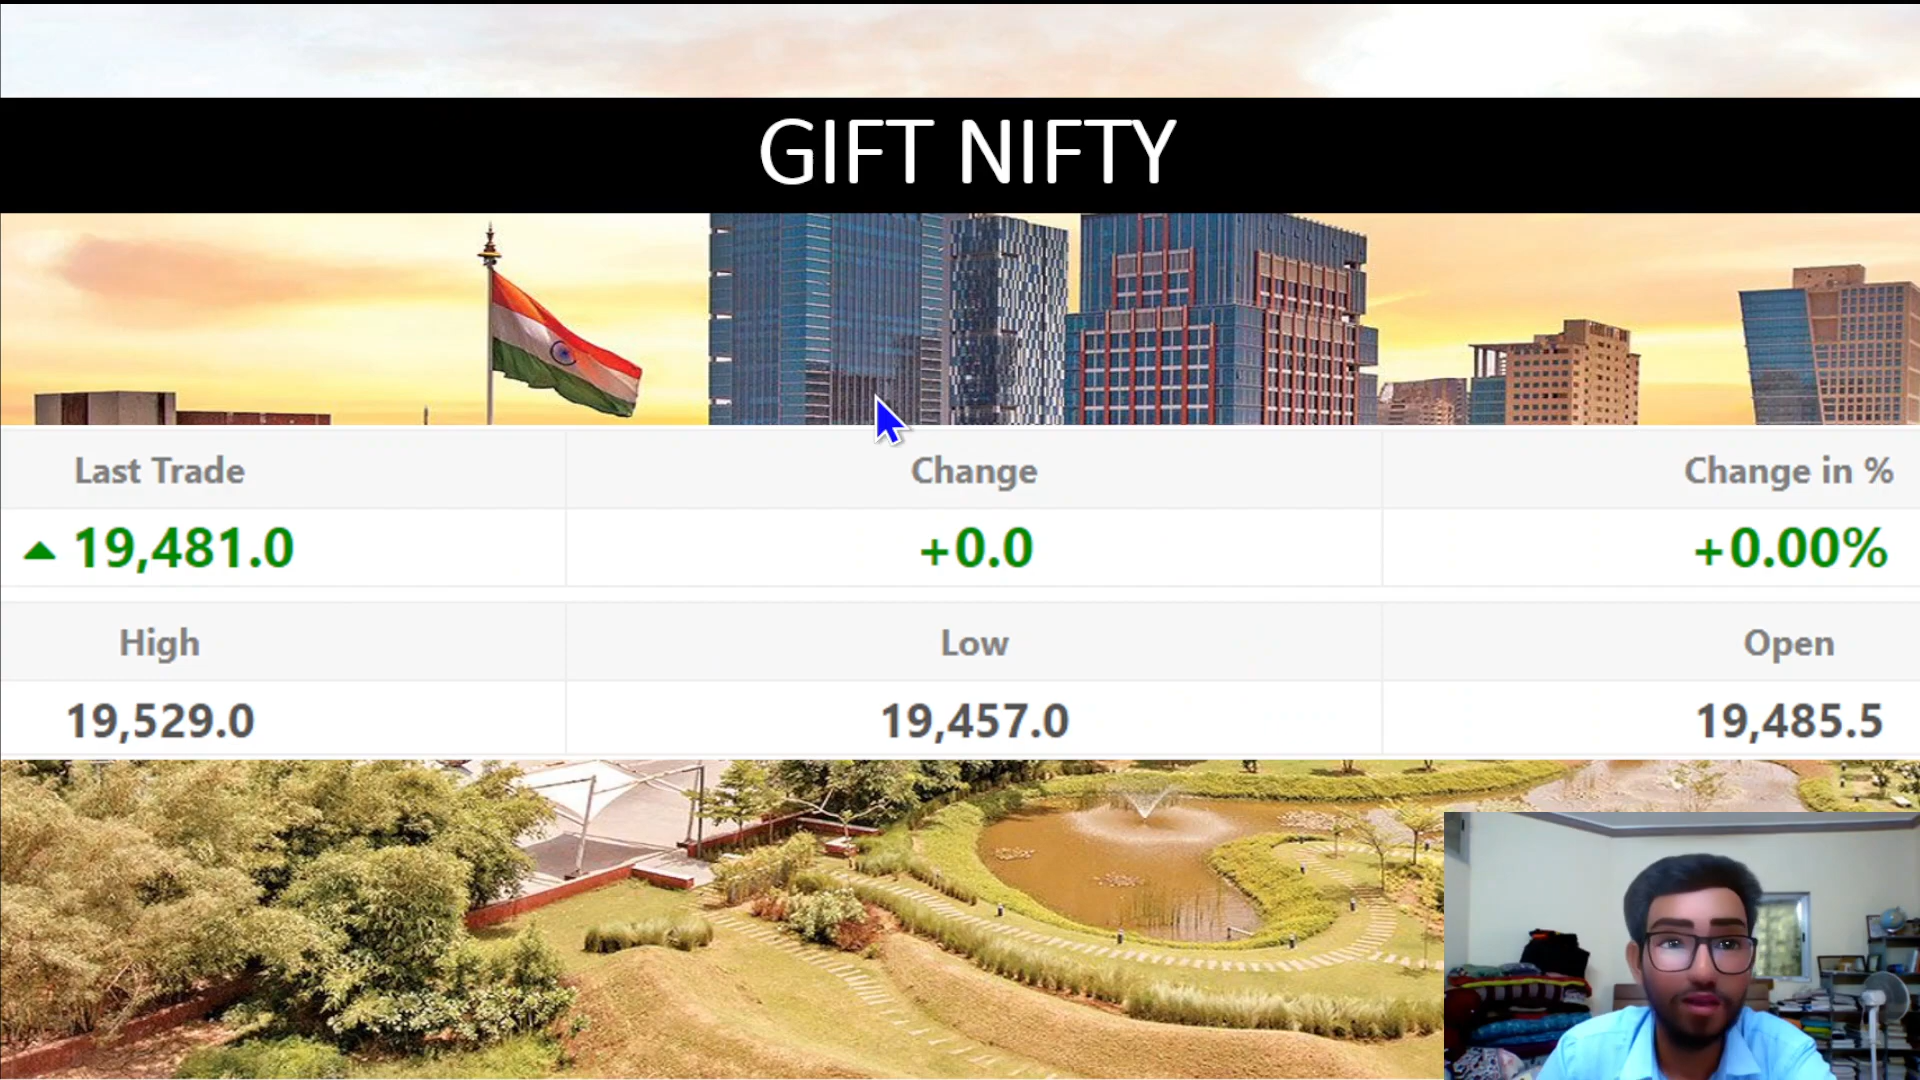 GIFT NIFTY
Last Trade Change Change in %
▲ 19,481.0 +0.0 +0.00%
High Low Open
19,529.0 19,457.0 19,485.5